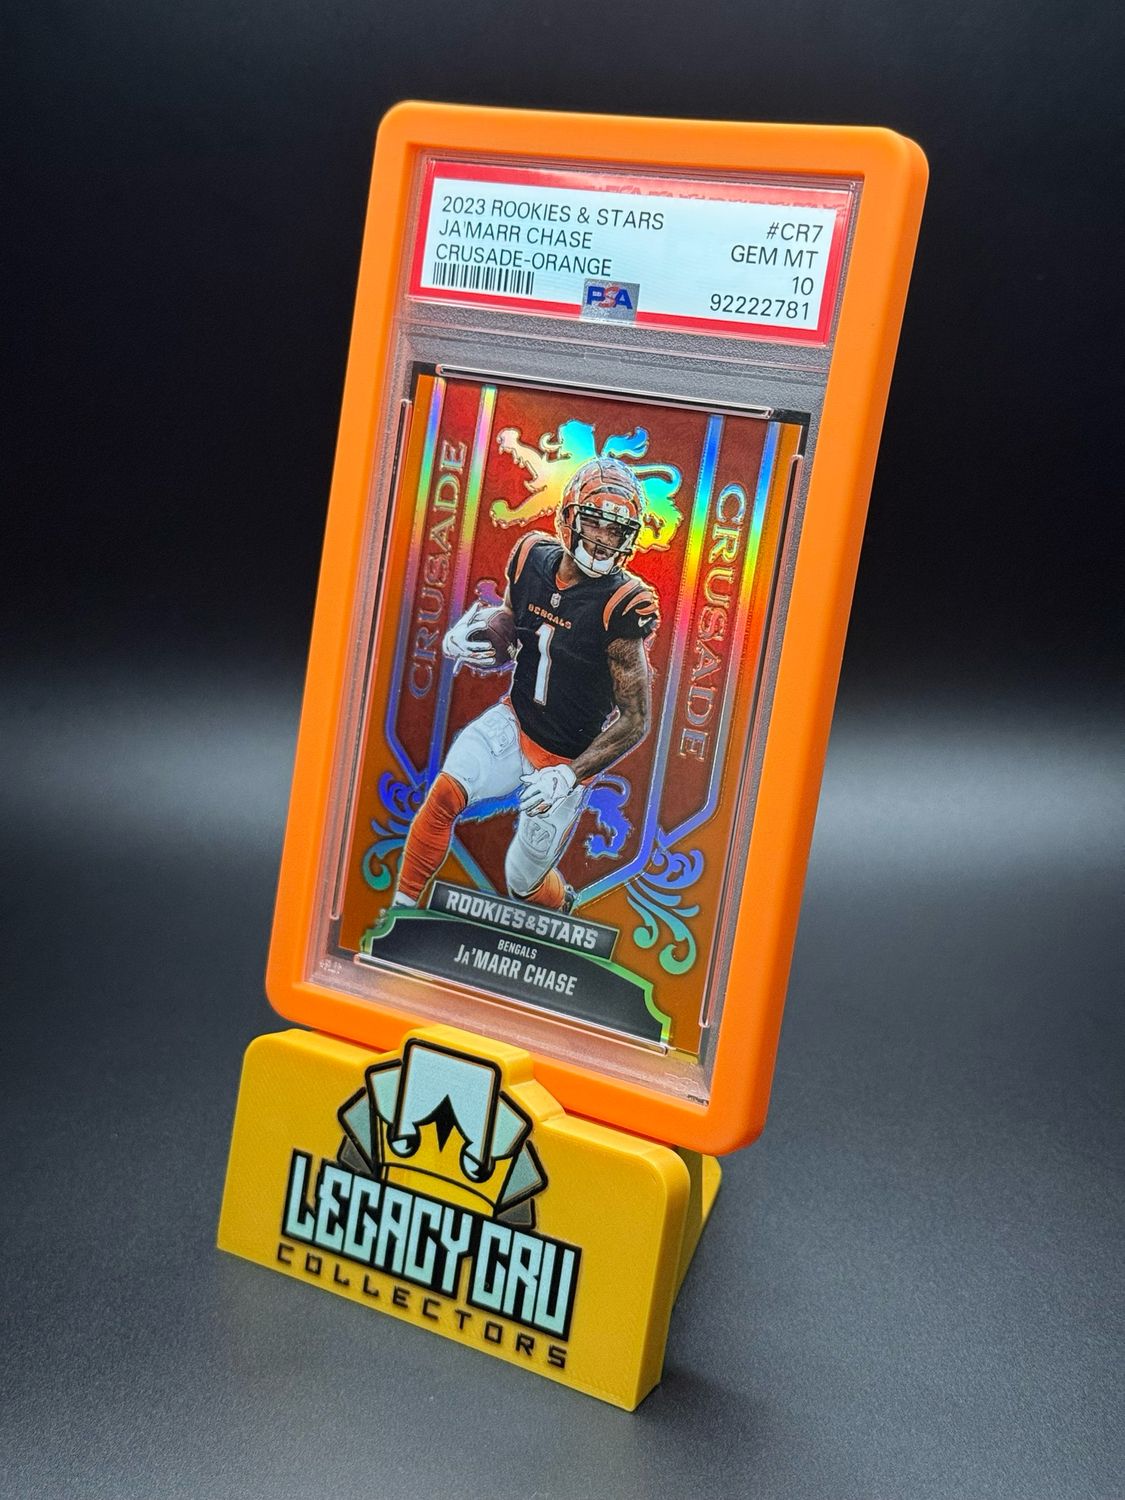 2023 ROOKIES & STARS #CR7
JA'MARR CHASE GEM MT
CRUSADE-ORANGE 10
PSA 92222781
CRUSADE
CRUSADE
BENGALS
1
ROOKIES&STARS
BENGALS
JA'MARR CHASE
LEGACY CRU
COLLECTORS